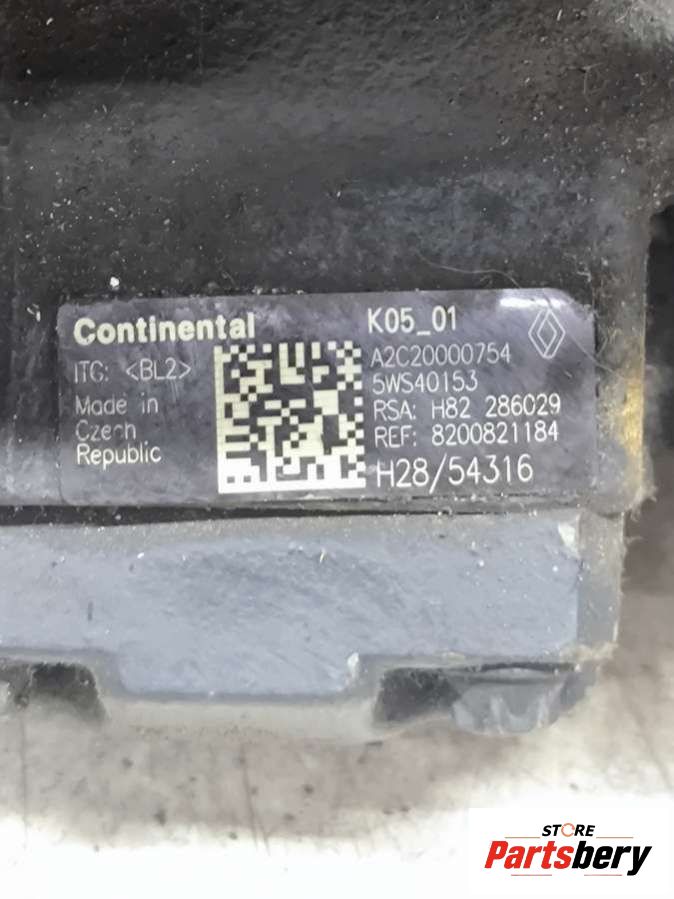 Continental
ITG: <BL2>
Made in
Czech
Republic
K05_01
A2C20000754
5WS40153
RSA: H82 286029
REF: 8200821184
H28/54316
STORE
Partsbery